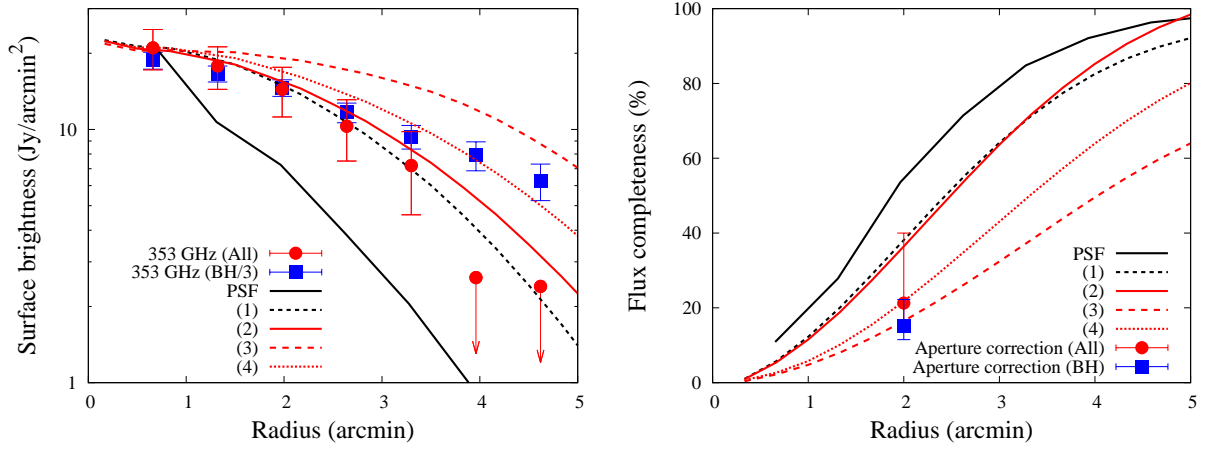 Surface brightness (Jy/arcmin²)
10
1
353 GHz (All)
353 GHz (BH/3)
PSF
(1)
(2)
(3)
(4)
0 1 2 3 4 5
Radius (arcmin)
Flux completeness (%)
100
80
60
40
20
0
PSF
(1)
(2)
(3)
(4)
Aperture correction (All)
Aperture correction (BH)
0 1 2 3 4 5
Radius (arcmin)